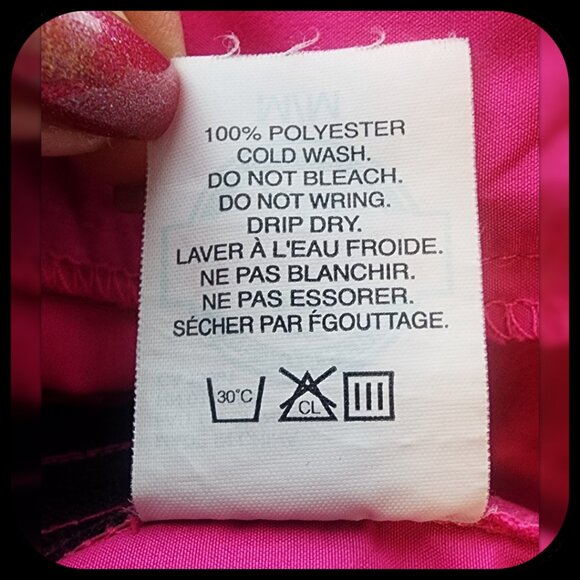 100% POLYESTER
COLD WASH.
DO NOT BLEACH.
DO NOT WRING.
DRIP DRY.
LAVER À L'EAU FROIDE.
NE PAS BLANCHIR.
NE PAS ESSORER.
SÉCHER PAR FGOUTTAGE.
30°C CL